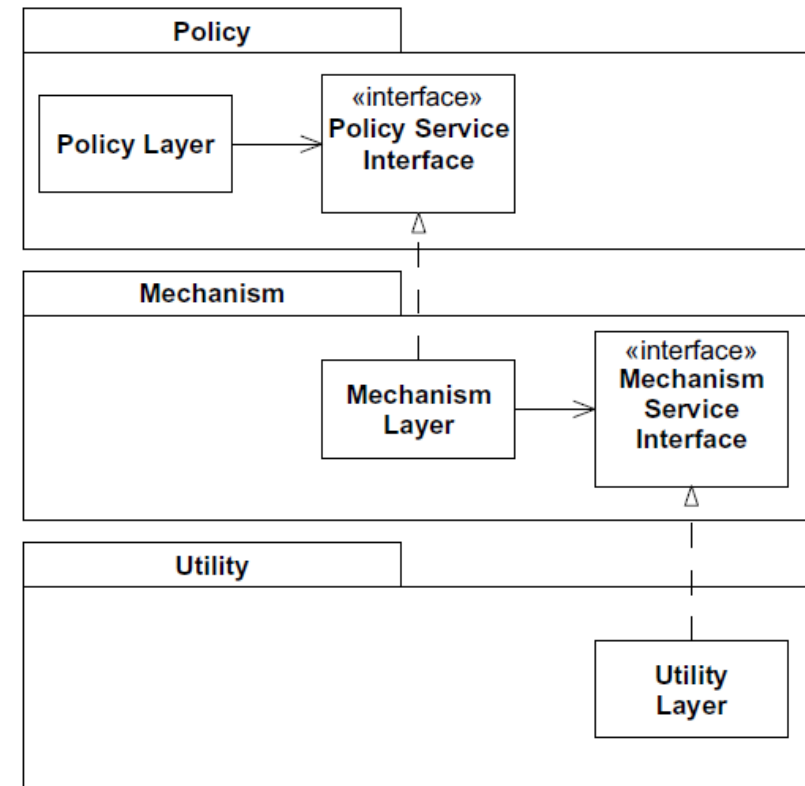 Policy
Policy Layer
«interface»
Policy Service
Interface
Mechanism
Mechanism
Layer
«interface»
Mechanism
Service
Interface
Utility
Utility
Layer